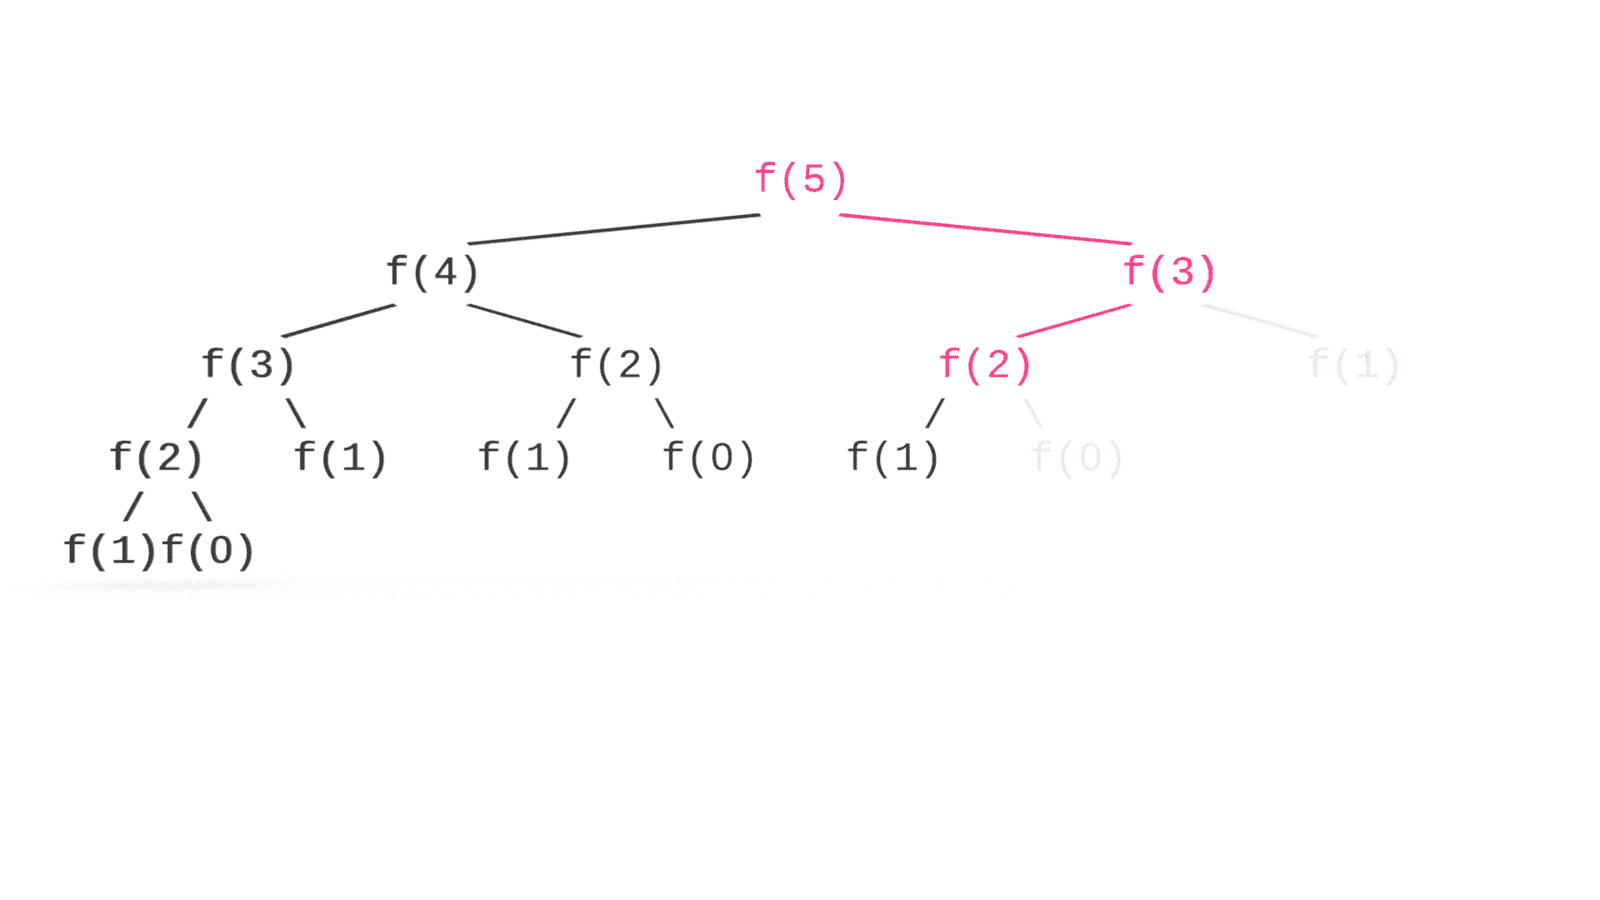 f(5)
f(4) f(3)
f(3) f(2) f(2) f(1)
f(2) f(1) f(1) f(0) f(1) f(0)
f(1)f(0)